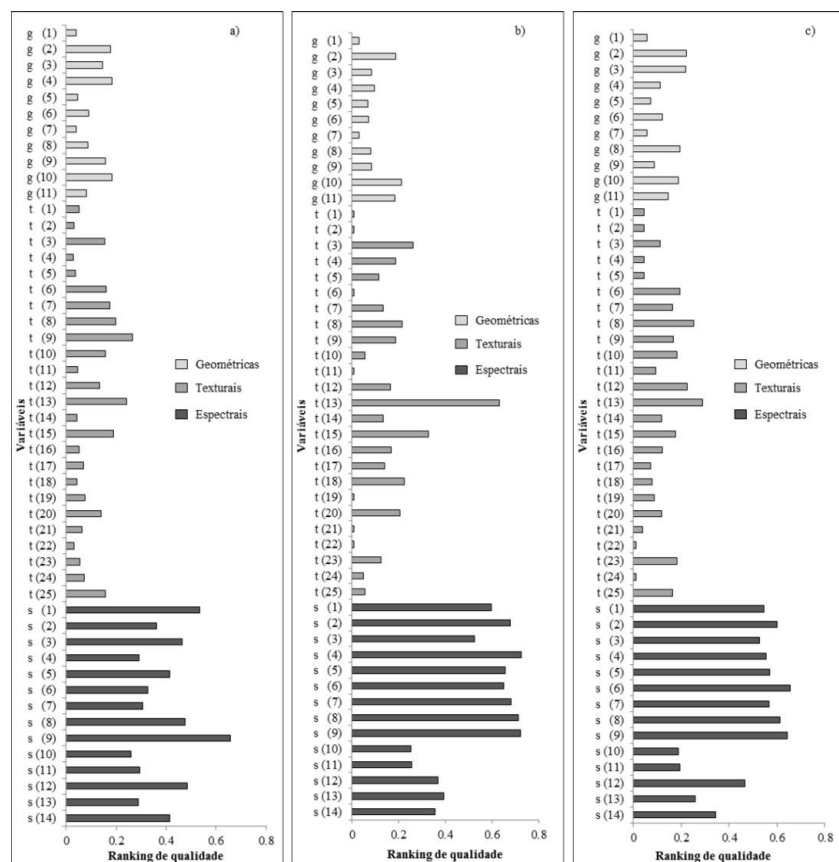 a)
g (1)
g (2)
g (3)
g (4)
g (5)
g (6)
g (7)
g (8)
g (9)
g (10)
g (11)
t (1)
t (2)
t (3)
t (4)
t (5)
t (6)
t (7)
t (8)
t (9)
t (10)
t (11)
t (12)
t (13)
t (14)
t (15)
t (16)
t (17)
t (18)
t (19)
t (20)
t (21)
t (22)
t (23)
t (24)
t (25)
s (1)
s (2)
s (3)
s (4)
s (5)
s (6)
s (7)
s (8)
s (9)
s (10)
s (11)
s (12)
s (13)
s (14)
Variáveis
Geométricas
Texturais
Espectrais
0 0.2 0.4 0.6 0.8
Ranking de qualidade
b)
g (1)
g (2)
g (3)
g (4)
g (5)
g (6)
g (7)
g (8)
g (9)
g (10)
g (11)
t (1)
t (2)
t (3)
t (4)
t (5)
t (6)
t (7)
t (8)
t (9)
t (10)
t (11)
t (12)
t (13)
t (14)
t (15)
t (16)
t (17)
t (18)
t (19)
t (20)
t (21)
t (22)
t (23)
t (24)
t (25)
s (1)
s (2)
s (3)
s (4)
s (5)
s (6)
s (7)
s (8)
s (9)
s (10)
s (11)
s (12)
s (13)
s (14)
Variáveis
Geométricas
Texturais
Espectrais
0 0.2 0.4 0.6 0.8
Ranking de qualidade
c)
g (1)
g (2)
g (3)
g (4)
g (5)
g (6)
g (7)
g (8)
g (9)
g (10)
g (11)
t (1)
t (2)
t (3)
t (4)
t (5)
t (6)
t (7)
t (8)
t (9)
t (10)
t (11)
t (12)
t (13)
t (14)
t (15)
t (16)
t (17)
t (18)
t (19)
t (20)
t (21)
t (22)
t (23)
t (24)
t (25)
s (1)
s (2)
s (3)
s (4)
s (5)
s (6)
s (7)
s (8)
s (9)
s (10)
s (11)
s (12)
s (13)
s (14)
Variáveis
Geométricas
Texturais
Espectrais
0 0.2 0.4 0.6 0.8
Ranking de qualidade